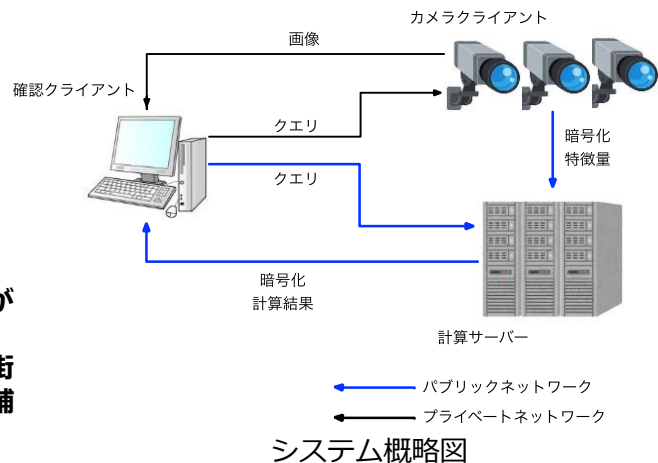 カメラクライアント
画像
確認クライアント
クエリ
暗号化
特徴量
クエリ
暗号化
計算結果
が
街
補
計算サーバー
パブリックネットワーク
プライベートネットワーク
システム概略図